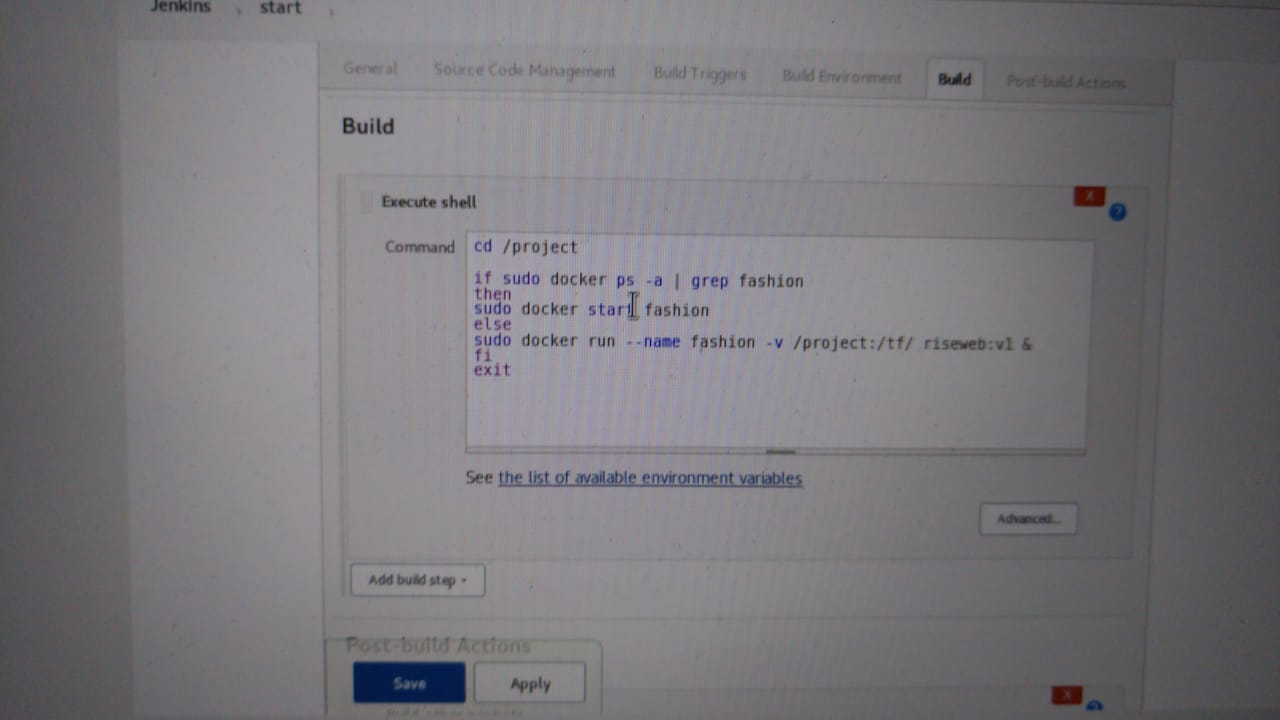 Jenkins start
General Source Code Management Build Triggers Build Environment Build Post-build Actions
Build
Execute shell
X
?
Command
cd /project
if sudo docker ps -a | grep fashion
then
sudo docker start fashion
else
sudo docker run --name fashion -v /project:/tf/ riseweb:v1 &
fi
exit
See the list of available environment variables
Advanced...
Add build step
Post-build Actions
Save Apply
X